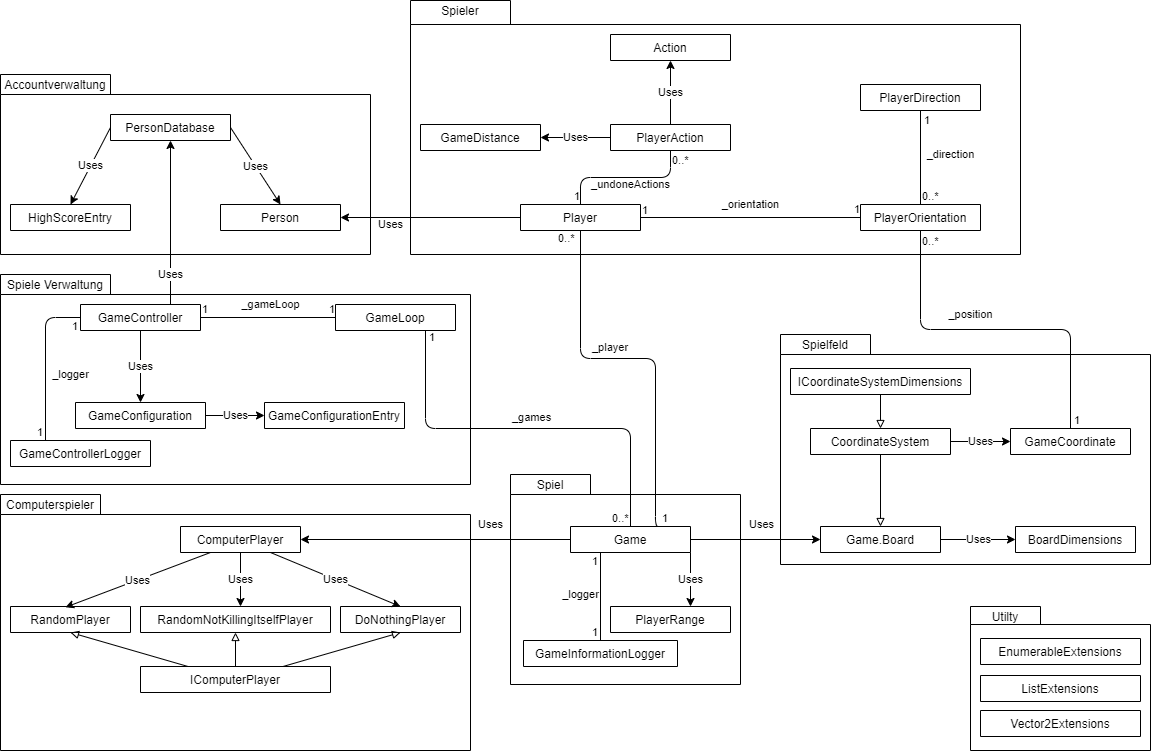 Spieler
Action
Uses
PlayerDirection
1
_direction
0..*
GameDistance
Uses
PlayerAction
0..*
_undoneActions
1
Player
1
_orientation
1
PlayerOrientation
0..*
0..*
Accountverwaltung
PersonDatabase
Uses
Uses
HighScoreEntry
Person
Uses
Uses
Spiele Verwaltung
GameController
1
_gameLoop
1
GameLoop
1
1
_logger
Uses
GameConfiguration
Uses
GameConfigurationEntry
1
GameControllerLogger
_games
_player
_position
Spielfeld
ICoordinateSystemDimensions
1
CoordinateSystem
Uses
GameCoordinate
Game.Board
Uses
BoardDimensions
Computerspieler
ComputerPlayer
Uses
Uses
Uses
RandomPlayer
RandomNotKillingItselfPlayer
DoNothingPlayer
IComputerPlayer
Uses
Spiel
0..*
1
Game
Uses
1
_logger
Uses
1
PlayerRange
GameInformationLogger
Utilty
EnumerableExtensions
ListExtensions
Vector2Extensions